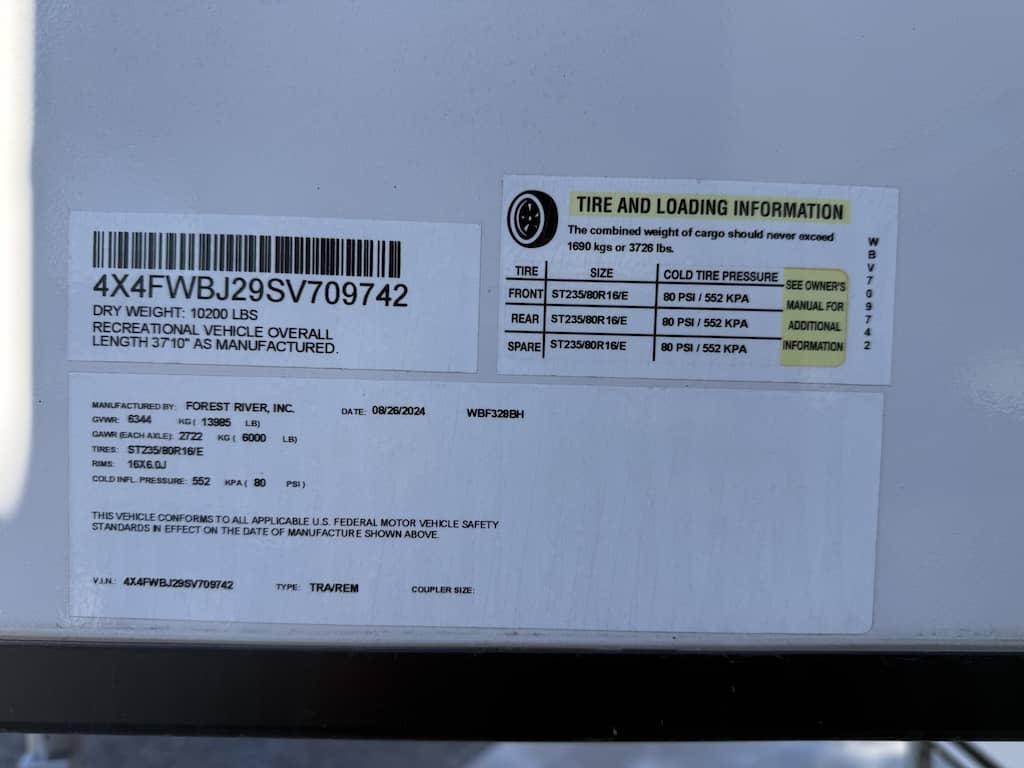 4X4FWBJ29SV709742
DRY WEIGHT: 10200 LBS
RECREATIONAL VEHICLE OVERALL
LENGTH 37'10" AS MANUFACTURED.
TIRE AND LOADING INFORMATION
The combined weight of cargo should never exceed
1690 kgs or 3726 lbs.
TIRE SIZE COLD TIRE PRESSURE
FRONT ST235/80R16/E 80 PSI / 552 KPA
REAR ST235/80R16/E 80 PSI / 552 KPA
SPARE ST235/80R16/E 80 PSI / 552 KPA
SEE OWNER'S
MANUAL FOR
ADDITIONAL
INFORMATION
WBV709742
MANUFACTURED BY: FOREST RIVER, INC. DATE: 08/26/2024 WBF328BH
GVWR: 6344 KG ( 13985 LB)
GAWR (EACH AXLE): 2722 KG ( 6000 LB)
TIRES: ST235/80R16/E
RIMS: 16X6.0J
COLD INFL. PRESSURE: 552 KPA ( 80 PSI )
THIS VEHICLE CONFORMS TO ALL APPLICABLE U.S. FEDERAL MOTOR VEHICLE SAFETY
STANDARDS IN EFFECT ON THE DATE OF MANUFACTURE SHOWN ABOVE.
V.I.N.: 4X4FWBJ29SV709742 TYPE: TRA/REM COUPLER SIZE: